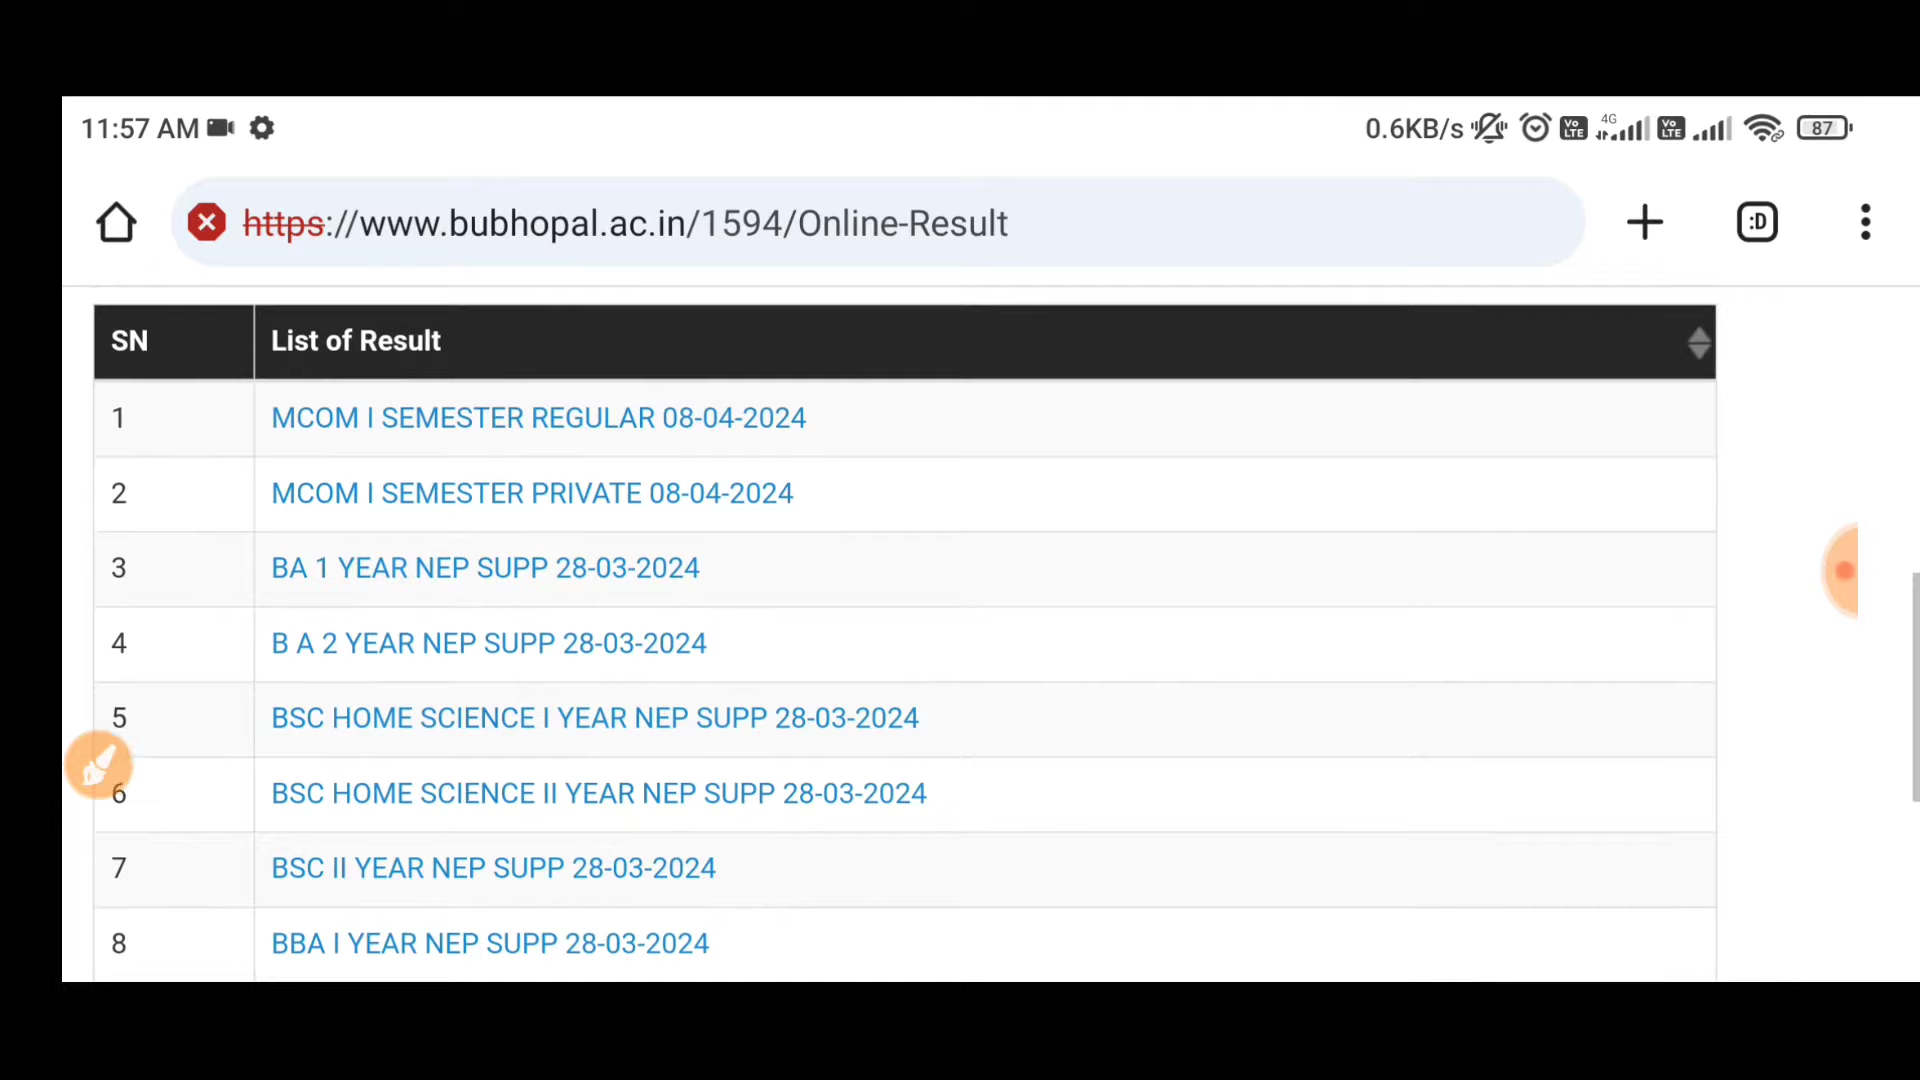 11:57 AM
0.6KB/s
Vo LTE
4G
Vo LTE
87
https://www.bubhopal.ac.in/1594/Online-Result
:D
SN List of Result
1 MCOM I SEMESTER REGULAR 08-04-2024
2 MCOM I SEMESTER PRIVATE 08-04-2024
3 BA 1 YEAR NEP SUPP 28-03-2024
4 B A 2 YEAR NEP SUPP 28-03-2024
5 BSC HOME SCIENCE I YEAR NEP SUPP 28-03-2024
6 BSC HOME SCIENCE II YEAR NEP SUPP 28-03-2024
7 BSC II YEAR NEP SUPP 28-03-2024
8 BBA I YEAR NEP SUPP 28-03-2024